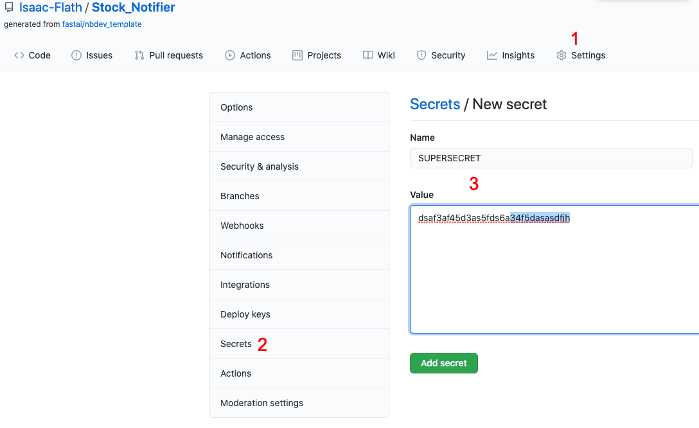 Isaac-Flath / Stock_Notifier
generated from fastai/nbdev_template
1
Code Issues Pull requests Actions Projects Wiki Security Insights Settings
Options
Manage access
Security & analysis
Branches
Webhooks
Notifications
Integrations
Deploy keys
Secrets 2
Actions
Moderation settings
Secrets / New secret
Name
SUPERSECRET
3
Value
dsaf3af45d3as5fds6a34f5dasasdfjh
Add secret